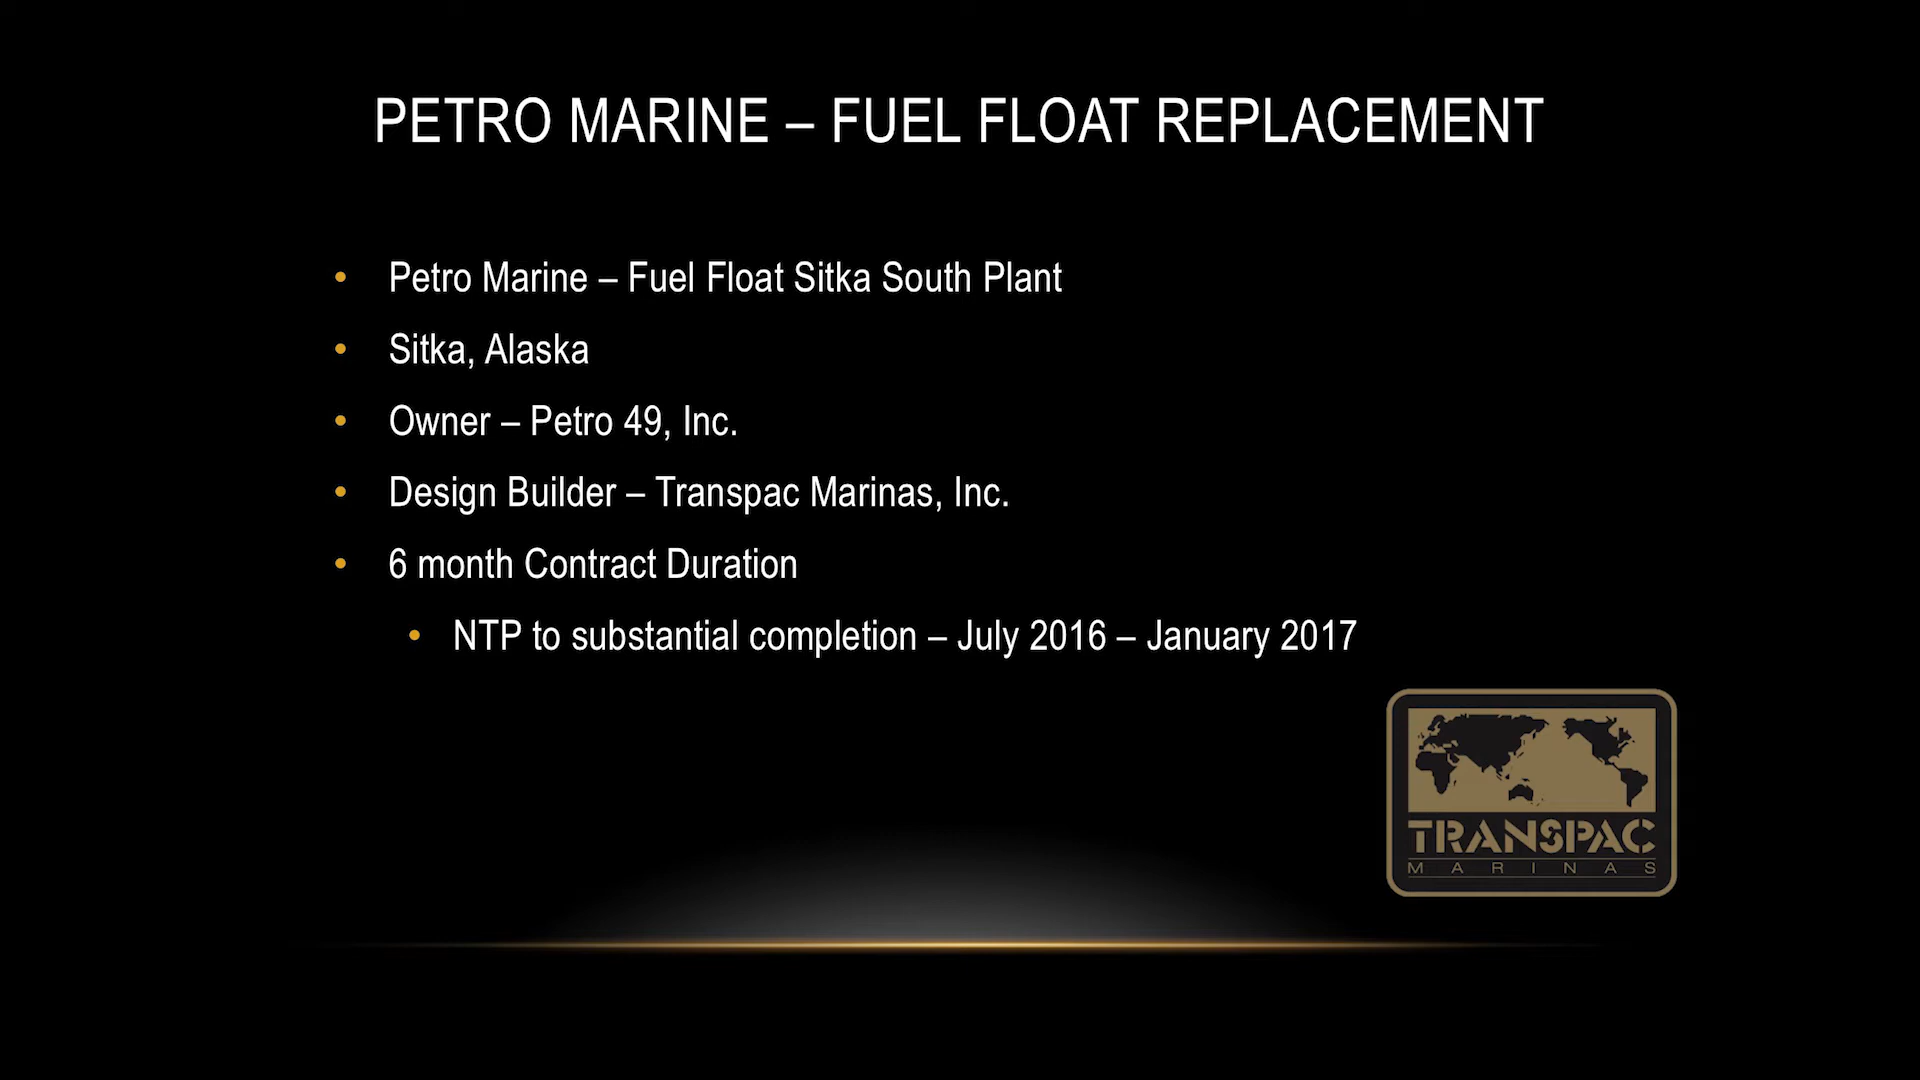 PETRO MARINE – FUEL FLOAT REPLACEMENT
• Petro Marine – Fuel Float Sitka South Plant
• Sitka, Alaska
• Owner – Petro 49, Inc.
• Design Builder – Transpac Marinas, Inc.
• 6 month Contract Duration
• NTP to substantial completion – July 2016 – January 2017
TRANSPAC
MARINAS